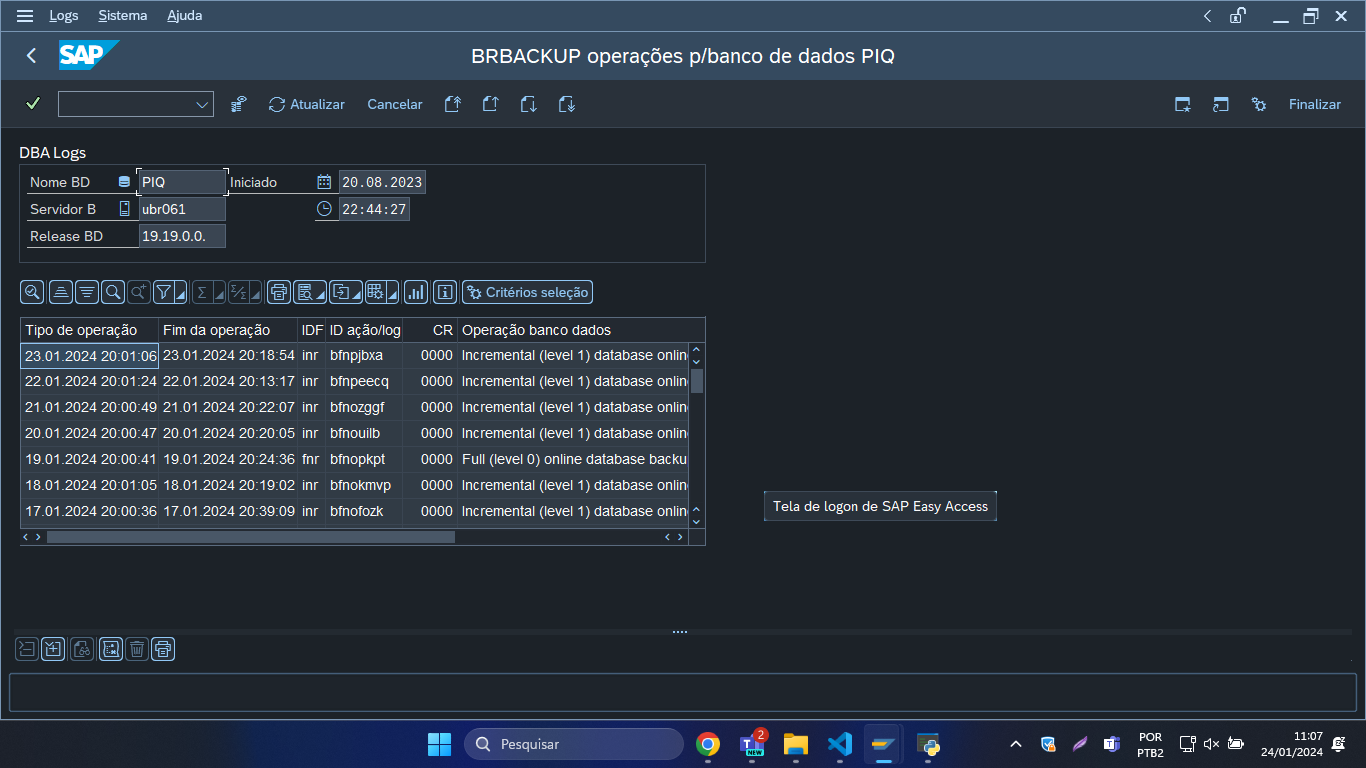 Logs Sistema Ajuda
SAP BRBACKUP operações p/banco de dados PIQ
Atualizar Cancelar Finalizar
DBA Logs
Nome BD PIQ Iniciado 20.08.2023
Servidor B ubr061 22:44:27
Release BD 19.19.0.0.
Critérios seleção
Tipo de operação Fim da operação IDF ID ação/log CR Operação banco dados
23.01.2024 20:01:06 23.01.2024 20:18:54 inr bfnpjbxa 0000 Incremental (level 1) database onlin
22.01.2024 20:01:24 22.01.2024 20:13:17 inr bfnpeecq 0000 Incremental (level 1) database onlin
21.01.2024 20:00:49 21.01.2024 20:22:07 inr bfnozggf 0000 Incremental (level 1) database onlin
20.01.2024 20:00:47 20.01.2024 20:20:05 inr bfnouilb 0000 Incremental (level 1) database onlin
19.01.2024 20:00:41 19.01.2024 20:24:36 fnr bfnopkpt 0000 Full (level 0) online database backu
18.01.2024 20:01:05 18.01.2024 20:19:02 inr bfnokmvp 0000 Incremental (level 1) database onlin
17.01.2024 20:00:36 17.01.2024 20:39:09 inr bfnofozk 0000 Incremental (level 1) database onlin
Tela de logon de SAP Easy Access
Pesquisar
2
NEW
POR
PTB2
11:07
24/01/2024